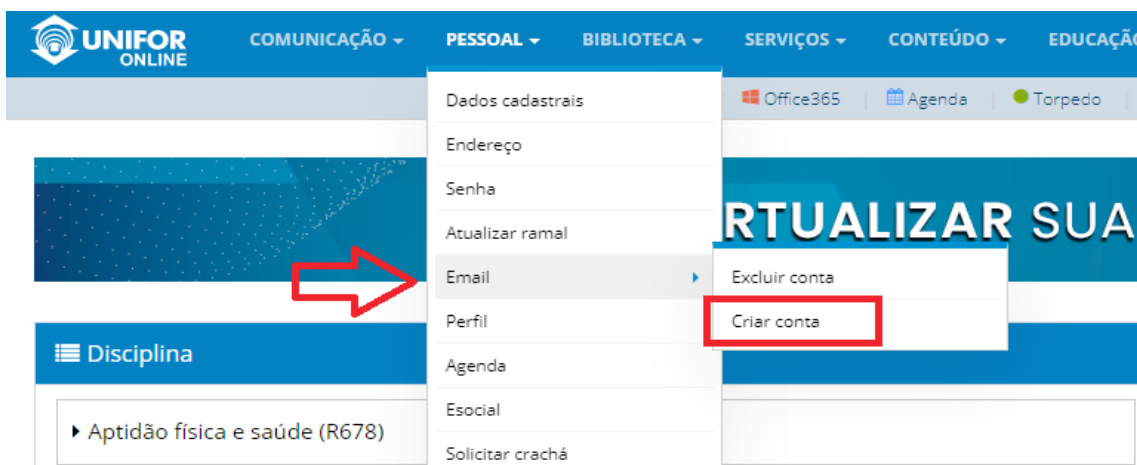 UNIFOR
ONLINE
COMUNICAÇÃO PESSOAL BIBLIOTECA SERVIÇOS CONTEÚDO EDUCAÇÃO
Office365 Agenda Torpedo
Dados cadastrais
Endereço
Senha
Atualizar ramal
RTUALIZAR SUA
Email
Excluir conta
Perfil
Criar conta
Disciplina
Agenda
Esocial
Aptidão física e saúde (R678)
Solicitar crachá